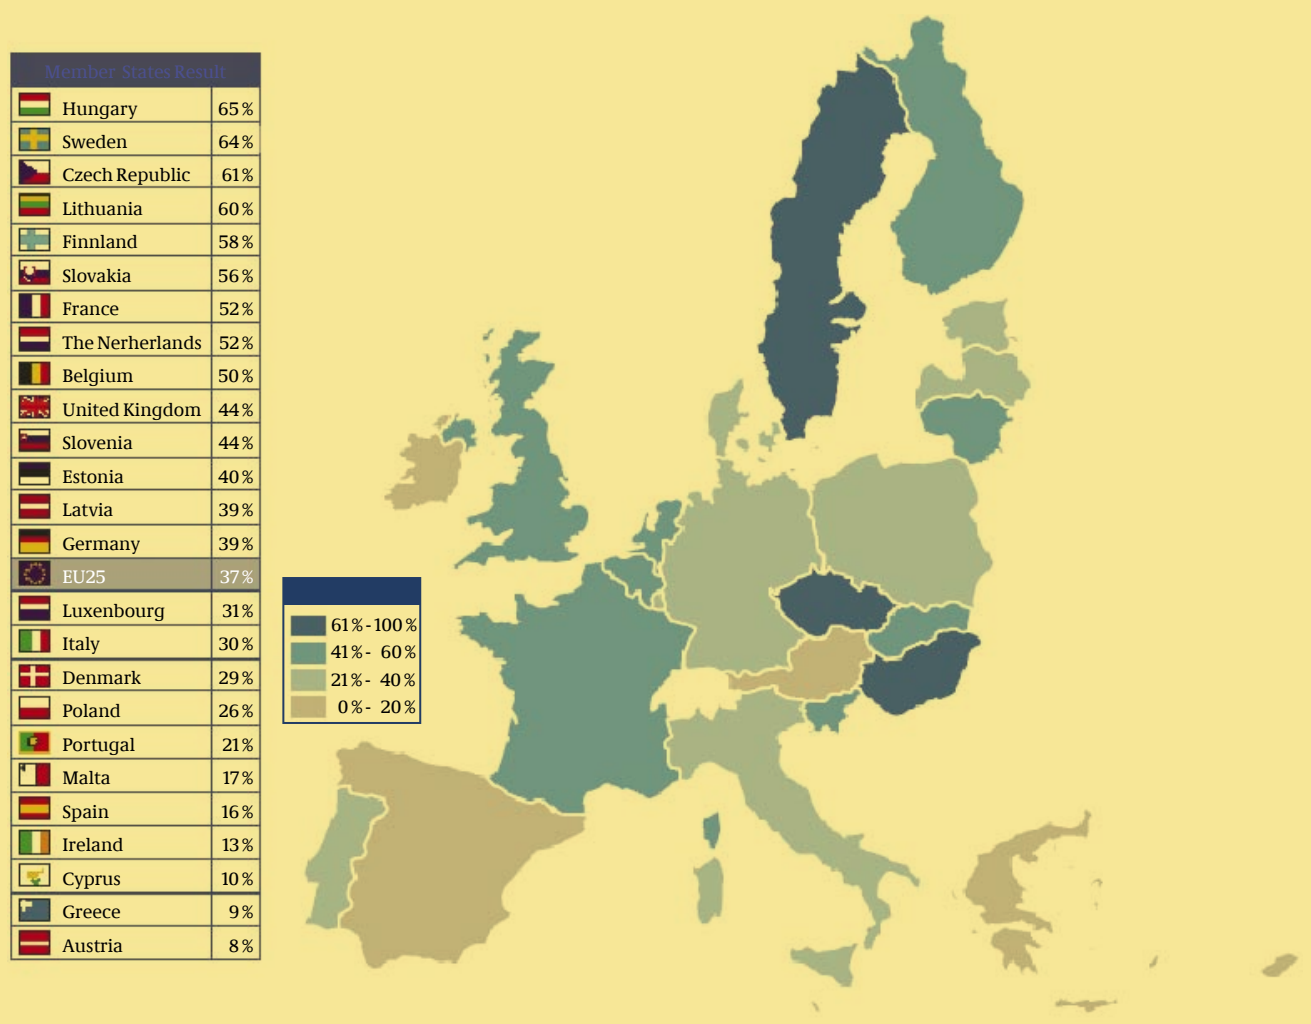 Member States Result
Hungary 65%
Sweden 64%
Czech Republic 61%
Lithuania 60%
Finnland 58%
Slovakia 56%
France 52%
The Nerherlands 52%
Belgium 50%
United Kingdom 44%
Slovenia 44%
Estonia 40%
Latvia 39%
Germany 39%
EU25 37%
Luxenbourg 31%
Italy 30%
Denmark 29%
Poland 26%
Portugal 21%
Malta 17%
Spain 16%
Ireland 13%
Cyprus 10%
Greece 9%
Austria 8%
61%-100%
41%- 60%
21%- 40%
0%- 20%